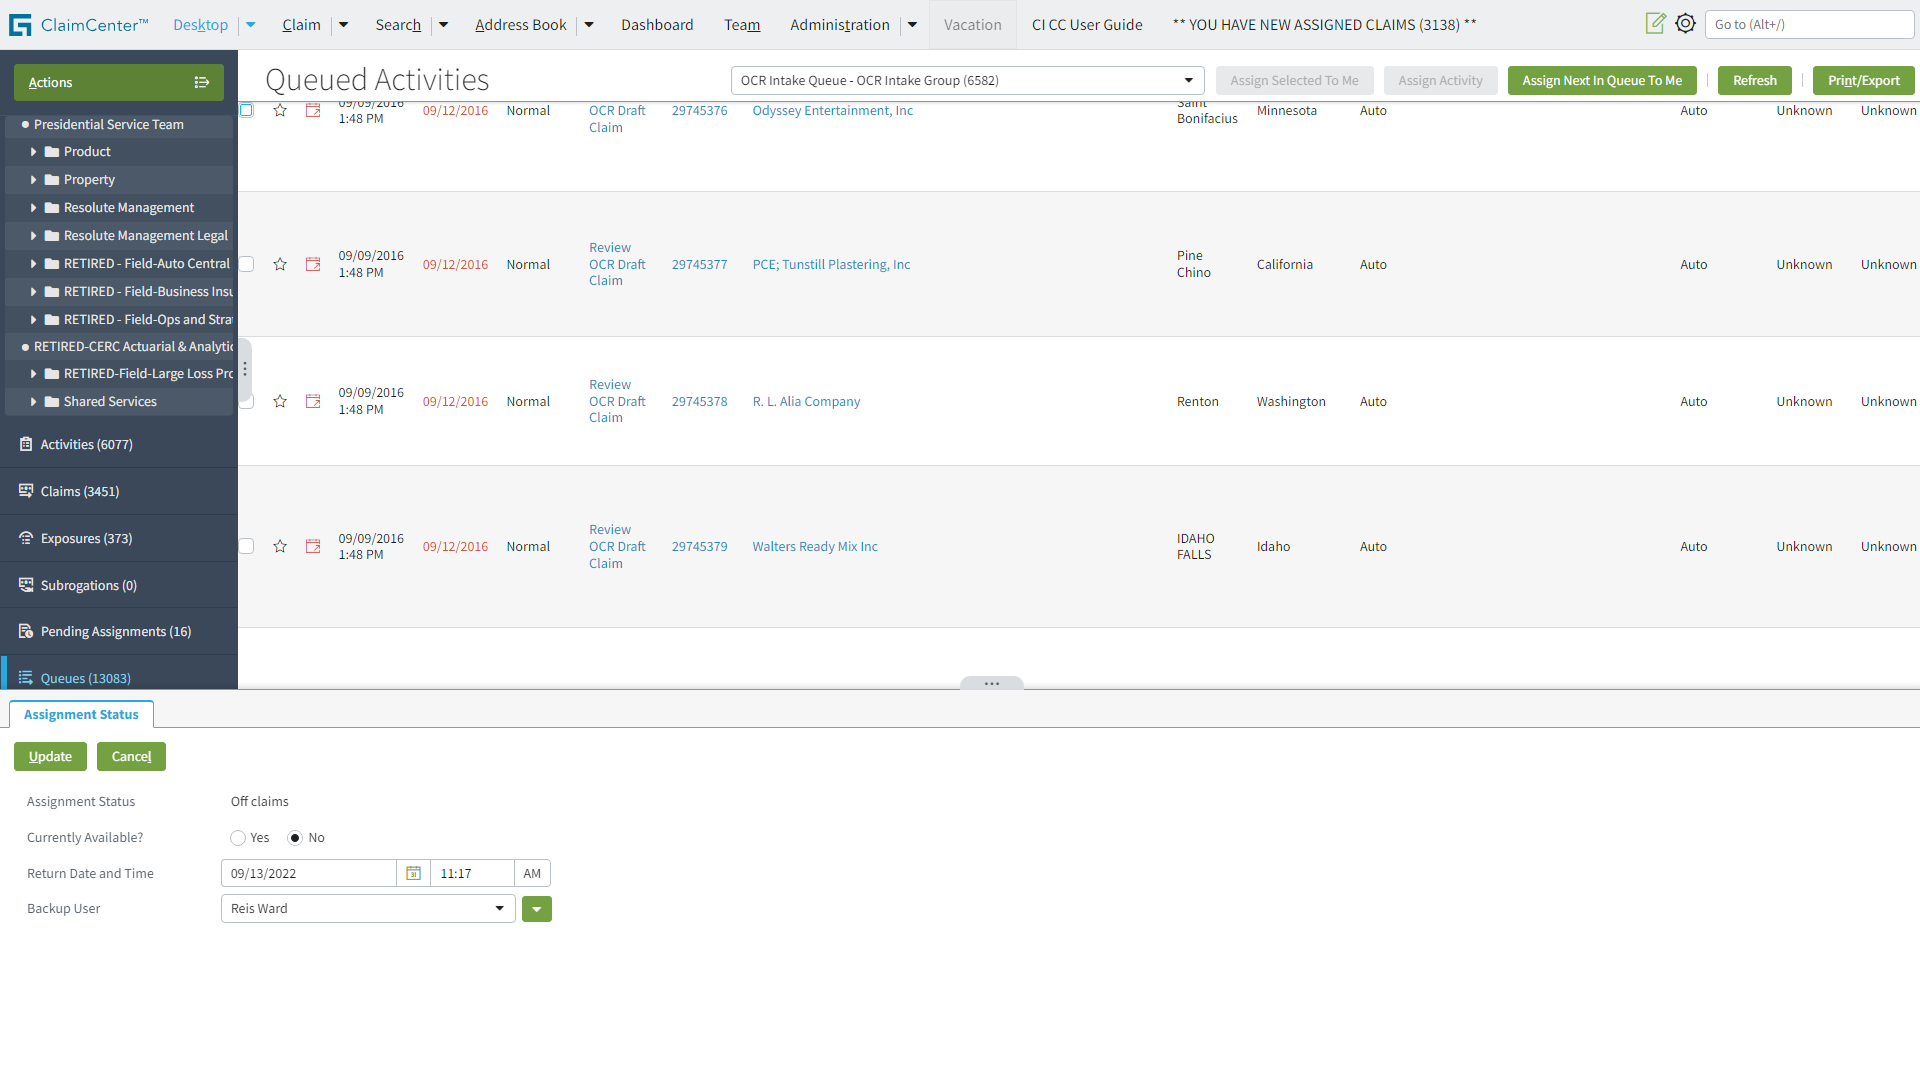 ClaimCenter™ Desktop Claim Search Address Book Dashboard Team Administration Vacation CI CC User Guide ** YOU HAVE NEW ASSIGNED CLAIMS (3138) ** Go to (Alt+/)
Actions
Queued Activities OCR Intake Queue - OCR Intake Group (6582) Assign Selected To Me Assign Activity Assign Next In Queue To Me Refresh Print/Export
Presidential Service Team
Product
Property
Resolute Management
Resolute Management Legal
RETIRED - Field-Auto Central
RETIRED - Field-Business Insu
RETIRED - Field-Ops and Strat
RETIRED-CERC Actuarial & Analytic
RETIRED-Field-Large Loss Pro
Shared Services
Activities (6077)
Claims (3451)
Exposures (373)
Subrogations (0)
Pending Assignments (16)
Queues (13083)
09/09/2016
1:48 PM
09/12/2016
Normal
OCR Draft
Claim
29745376
Odyssey Entertainment, Inc
Saint
Bonifacius
Minnesota
Auto
Auto
Unknown
Unknown
09/09/2016
1:48 PM
09/12/2016
Normal
Review
OCR Draft
Claim
29745377
PCE; Tunstill Plastering, Inc
Pine
Chino
California
Auto
Auto
Unknown
Unknown
09/09/2016
1:48 PM
09/12/2016
Normal
Review
OCR Draft
Claim
29745378
R. L. Alia Company
Renton
Washington
Auto
Auto
Unknown
Unknown
09/09/2016
1:48 PM
09/12/2016
Normal
Review
OCR Draft
Claim
29745379
Walters Ready Mix Inc
IDAHO
FALLS
Idaho
Auto
Auto
Unknown
Unknown
Assignment Status
Update Cancel
Assignment Status Off claims
Currently Available? Yes No
Return Date and Time 09/13/2022 11:17 AM
Backup User Reis Ward